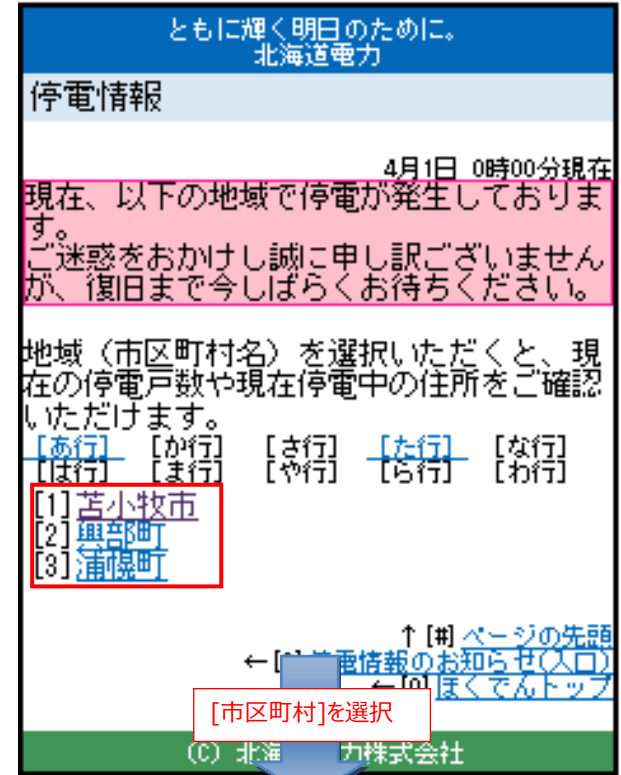 ともに輝く明日のために。
北海道電力
停電情報
4月1日 0時00分現在
現在、以下の地域で停電が発生しておりま
す。
ご迷惑をおかけし誠に申し訳ございません
が、復旧まで今しばらくお待ちください。
地域（市区町村名）を選択いただくと、現
在の停電戸数や現在停電中の住所をご確認
いただけます。
[あ行] [か行] [さ行] [た行] [な行]
[は行] [ま行] [や行] [ら行] [わ行]
[1]苫小牧市
[2]興部町
[3]浦幌町
↑[#]ページの先頭
←[ 電情報のお知らせ(入口)
←[0]ほくでんトップ
[市区町村]を選択
(C) 北海 力株式会社